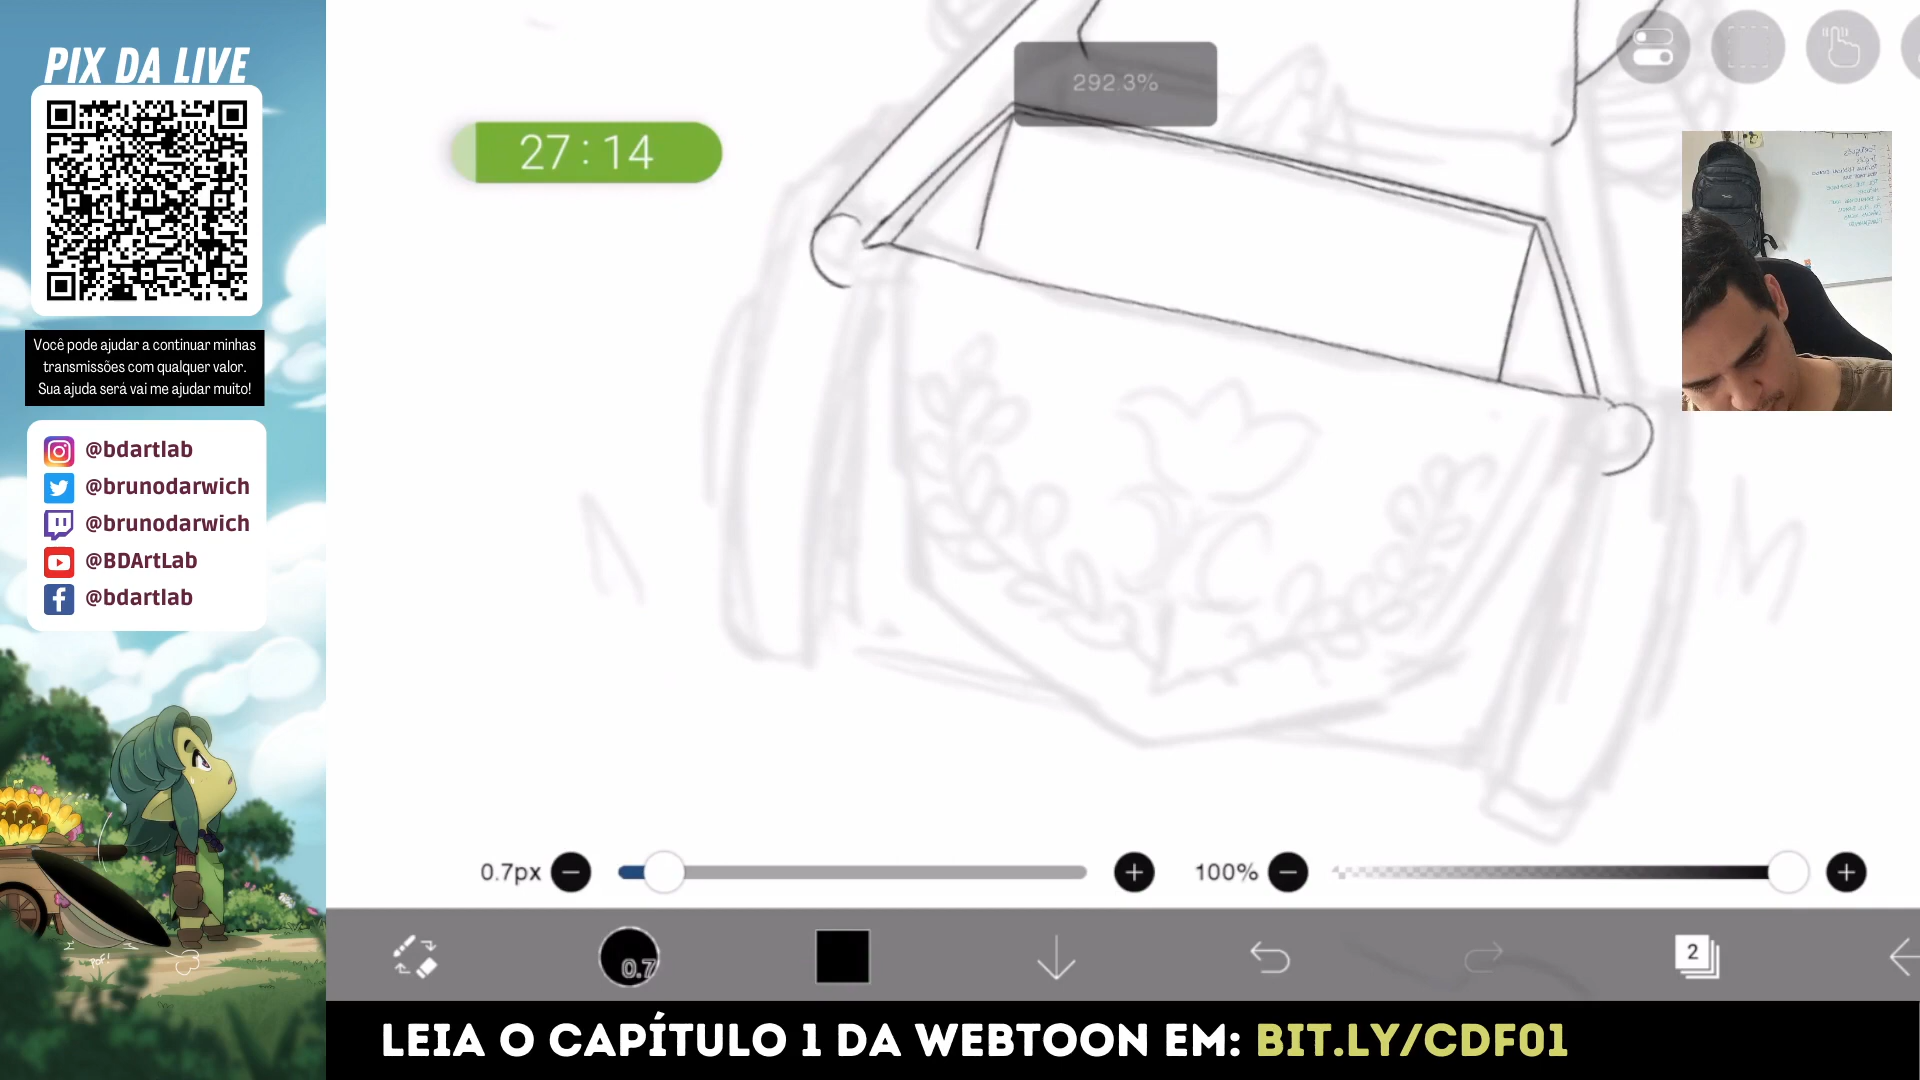 PIX DA LIVE
Você pode ajudar a continuar minhas
transmissões com qualquer valor.
Sua ajuda será vai me ajudar muito!
@bdartlab
@brunodarwich
@brunodarwich
@BDArtLab
@bdartlab
POF!
27:14
292.3%
0.7px
100%
0.7
2
LEIA O CAPÍTULO 1 DA WEBTOON EM: BIT.LY/CDF01